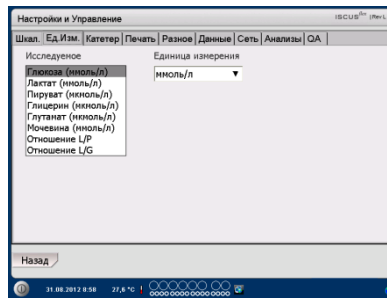 Настройки и Управление
ISCUS
Шкал. Ед.Изм. Катетер Печать Разное Данные Сеть Анализы QA
Исследуемое Единица измерения
Глюкоза (ммоль/л) ммоль/л
Лактат (ммоль/л)
Пируват (мкмоль/л)
Глицерин (мкмоль/л)
Глутанат (мкмоль/л)
Мочевина (ммоль/л)
Отношение L/P
Отношение L/G
Назад
31.08.2012 8:50 27,6 °C